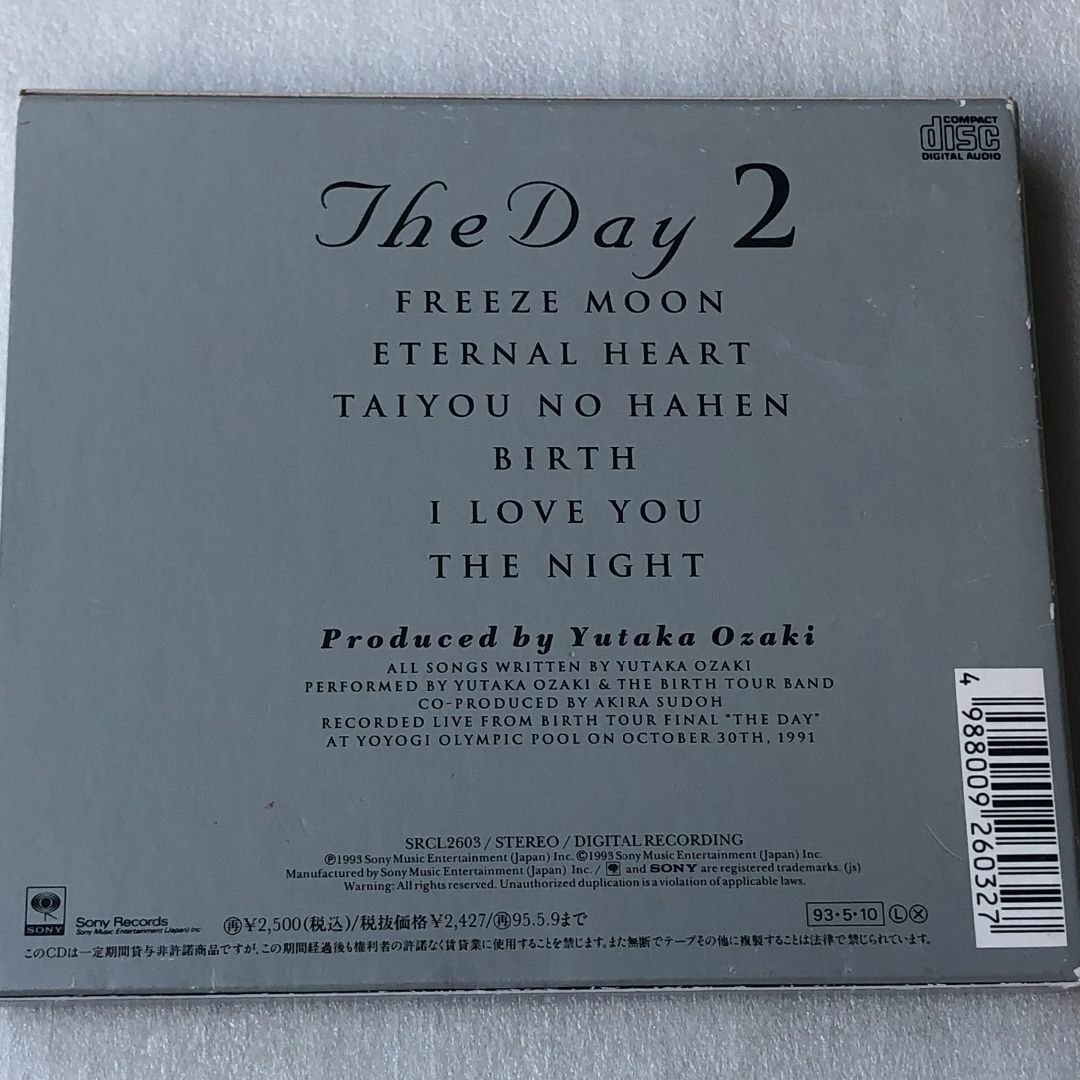 COMPACT
disc
DIGITAL AUDIO
The Day 2
FREEZE MOON
ETERNAL HEART
TAIYOU NO HAHEN
BIRTH
I LOVE YOU
THE NIGHT
Produced by Yutaka Ozaki
ALL SONGS WRITTEN BY YUTAKA OZAKI
PERFORMED BY YUTAKA OZAKI & THE BIRTH TOUR BAND
CO-PRODUCED BY AKIRA SUDOH
RECORDED LIVE FROM BIRTH TOUR FINAL "THE DAY"
AT YOYOGI OLYMPIC POOL ON OCTOBER 30TH, 1991
4 988009 260327
SRCL2603 / STEREO / DIGITAL RECORDING
Ⓟ1993 Sony Music Entertainment (Japan) Inc. ©1993 Sony Music Entertainment (Japan) Inc.
Manufactured by Sony Music Entertainment (Japan) Inc. / and SONY are registered trademarks. (js)
Warning: All rights reserved. Unauthorized duplication is a violation of applicable laws.
SONY
Sony Records
Sony Music Entertainment (Japan) Inc.
㊢¥2,500(税込)/税抜価格¥2,427/㊢95.5.9まで
93・5・10 Ⓛ Ⓧ
このCDは一定期間貸与非許諾商品ですが、この期間経過後も権利者の許諾なく賃貸業に使用することを禁じます。また無断でテープその他に複製することは法律で禁じられています。